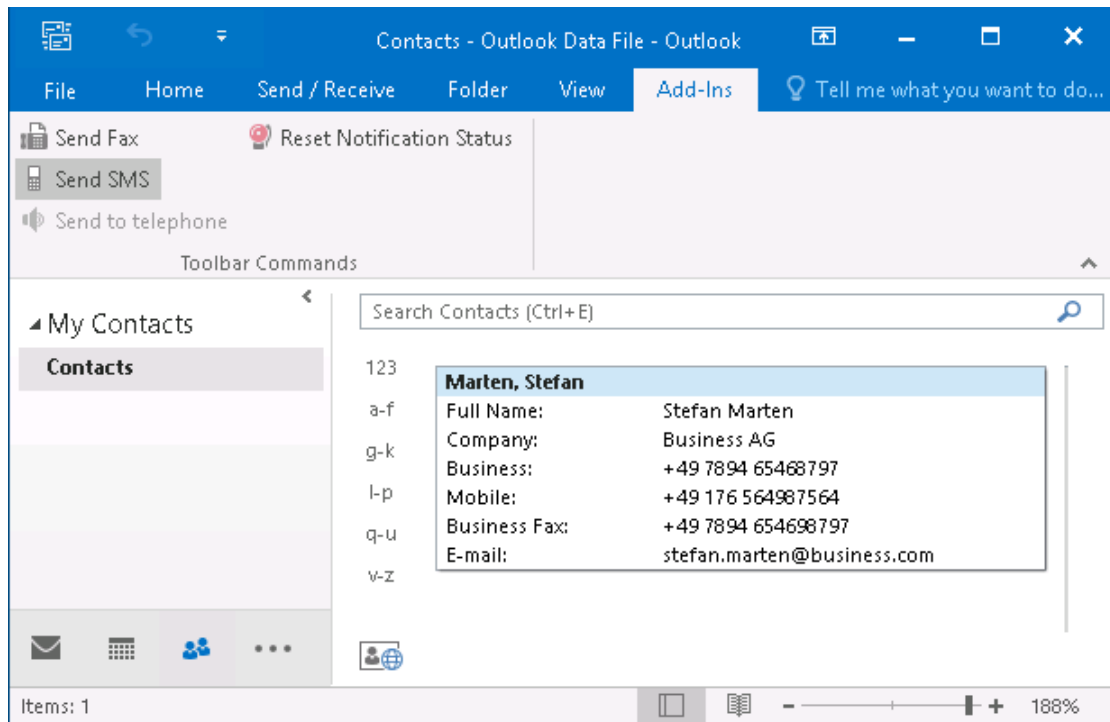 Contacts - Outlook Data File - Outlook
File Home Send / Receive Folder View Add-Ins Tell me what you want to do...
Send Fax Reset Notification Status
Send SMS
Send to telephone
Toolbar Commands
My Contacts
Contacts
Search Contacts (Ctrl+E)
123
a-f
g-k
l-p
q-u
v-z
Marten, Stefan
Full Name: Stefan Marten
Company: Business AG
Business: +49 7894 65468797
Mobile: +49 176 564987564
Business Fax: +49 7894 654698797
E-mail: stefan.marten@business.com
Items: 1 188%